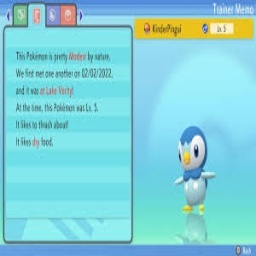 Trainer Memo
KinderPingui Lv. 5
This Pokémon is pretty Modest by nature.
We first met one another on 02/02/2022,
and it was at Lake Verity!
At the time, this Pokémon was Lv. 5.
It likes to thrash about!
It likes dry food.
Back